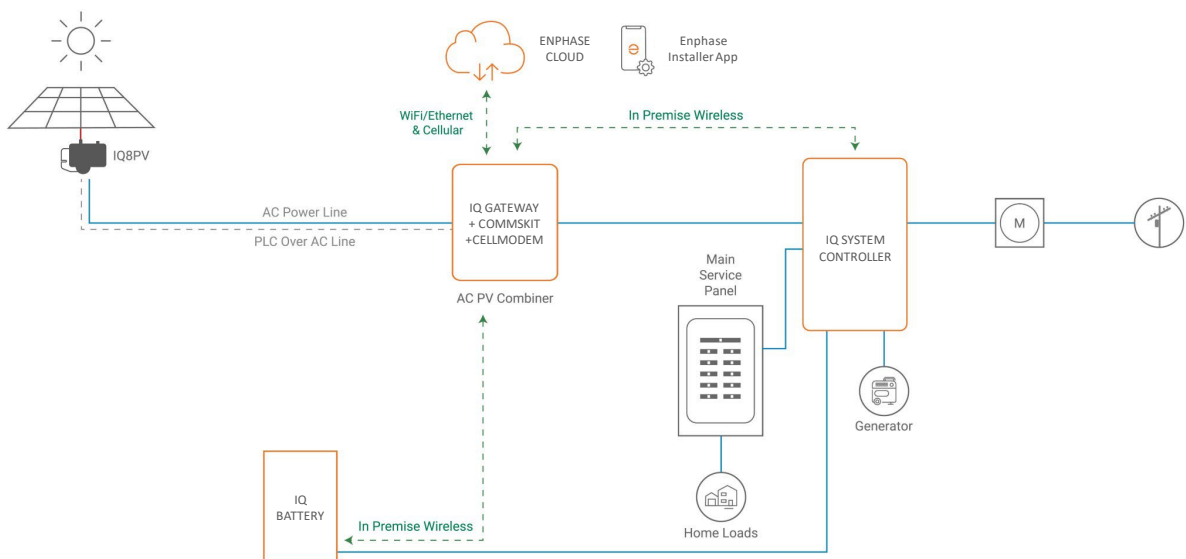 ENPHASE
CLOUD
Enphase
Installer App
WiFi/Ethernet
& Cellular
In Premise Wireless
IQ8PV
AC Power Line
PLC Over AC Line
IQ GATEWAY
+ COMMSKIT
+CELLMODEM
AC PV Combiner
IQ SYSTEM
CONTROLLER
M
Main
Service
Panel
Generator
Home Loads
IQ
BATTERY
In Premise Wireless